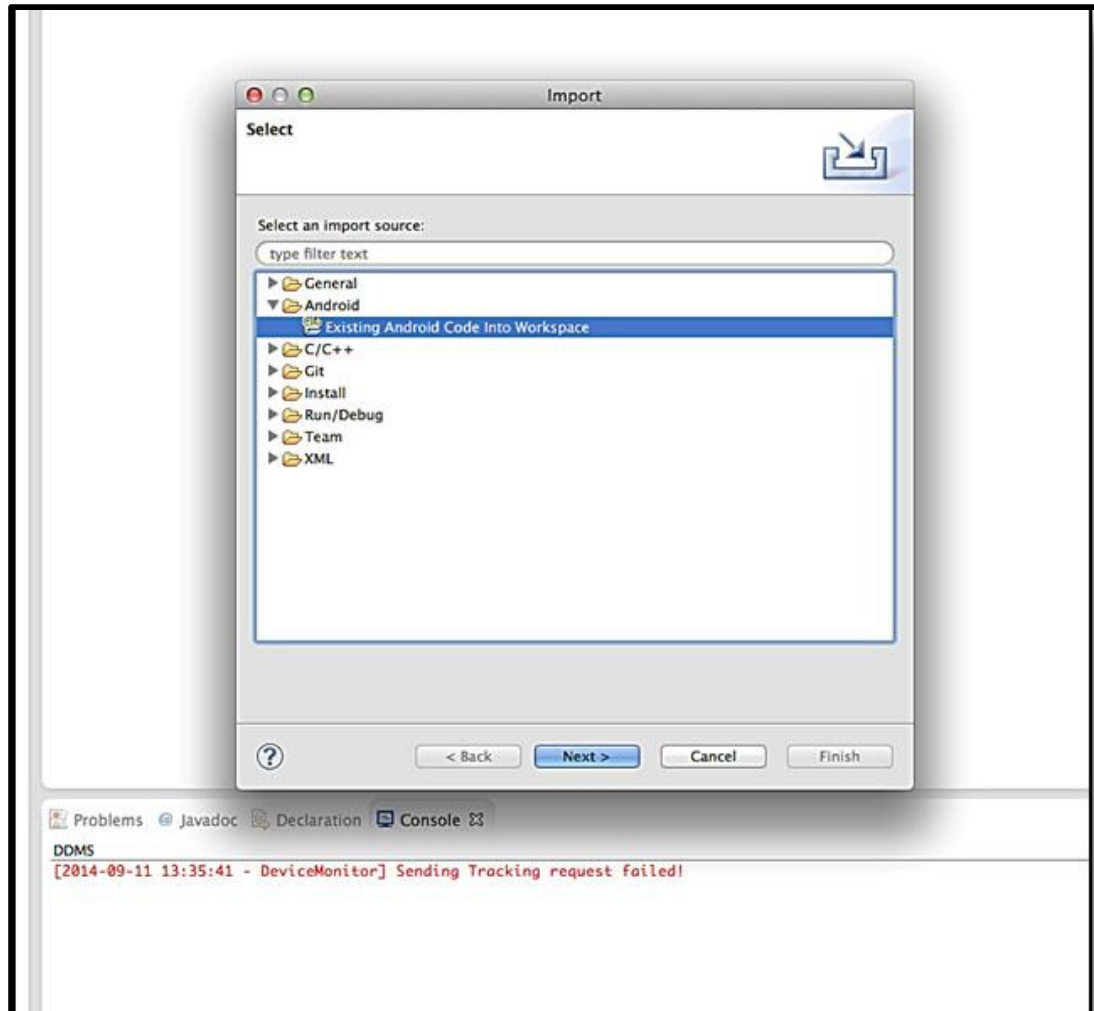 Import
Select
Select an import source:
type filter text
General
Android
Existing Android Code Into Workspace
C/C++
Git
Install
Run/Debug
Team
XML
?
< Back Next > Cancel Finish
Problems @ Javadoc Declaration Console
DDMS
[2014-09-11 13:35:41 - DeviceMonitor] Sending Tracking request failed!